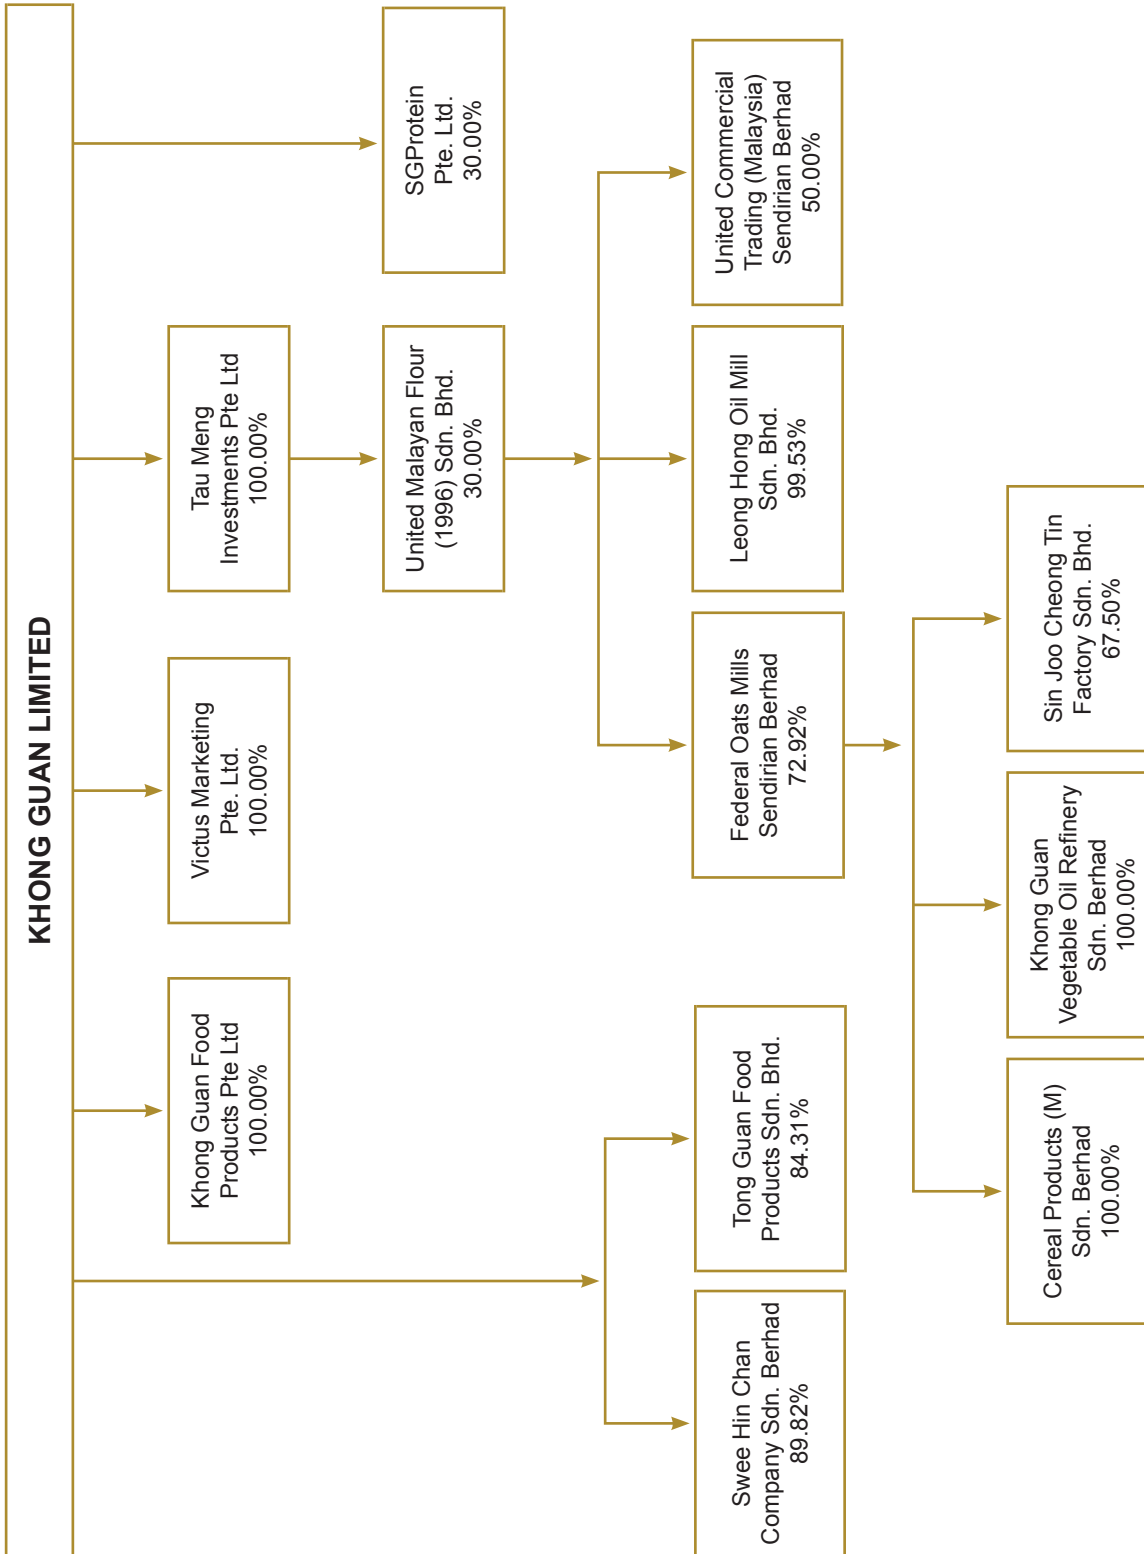 KHONG GUAN LIMITED
Khong Guan Food
Products Pte Ltd
100.00%
Victus Marketing
Pte. Ltd.
100.00%
Tau Meng
Investments Pte Ltd
100.00%
United Malayan Flour
(1996) Sdn. Bhd.
30.00%
SGProtein
Pte. Ltd.
30.00%
Swee Hin Chan
Company Sdn. Berhad
89.82%
Tong Guan Food
Products Sdn. Bhd.
84.31%
Federal Oats Mills
Sendirian Berhad
72.92%
Leong Hong Oil Mill
Sdn. Bhd.
99.53%
United Commercial
Trading (Malaysia)
Sendirian Berhad
50.00%
Cereal Products (M)
Sdn. Berhad
100.00%
Khong Guan
Vegetable Oil Refinery
Sdn. Berhad
100.00%
Sin Joo Cheong Tin
Factory Sdn. Bhd.
67.50%